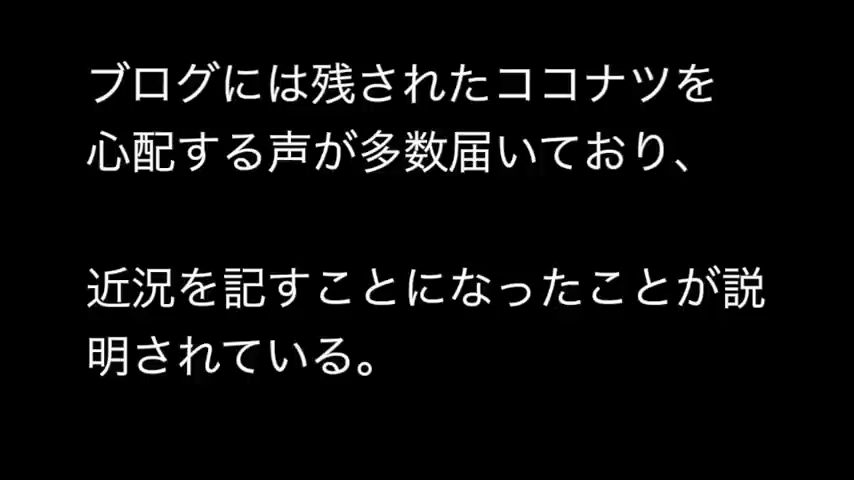 ブログには残されたココナツを
心配する声が多数届いており、
近況を記すことになったことが説
明されている。